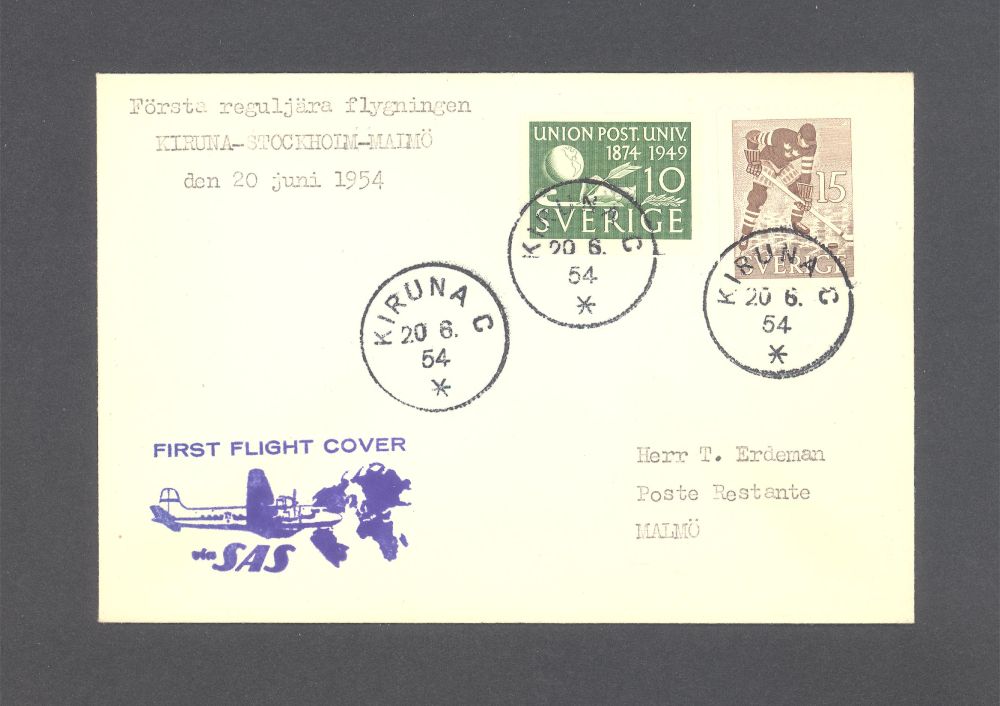 Första reguljära flygningen
KIRUNA-STOCKHOLM-MALMÖ
den 20 juni 1954
UNION POST. UNIV.
1874 1949
10
SVERIGE
15
SVERIGE
KIRUNA C
20 6.
54
KIRUNA C
20 6.
54
KIRUNA C
20 6.
54
FIRST FLIGHT COVER
via SAS
Herr T. Erdeman
Poste Restante
MALMÖ